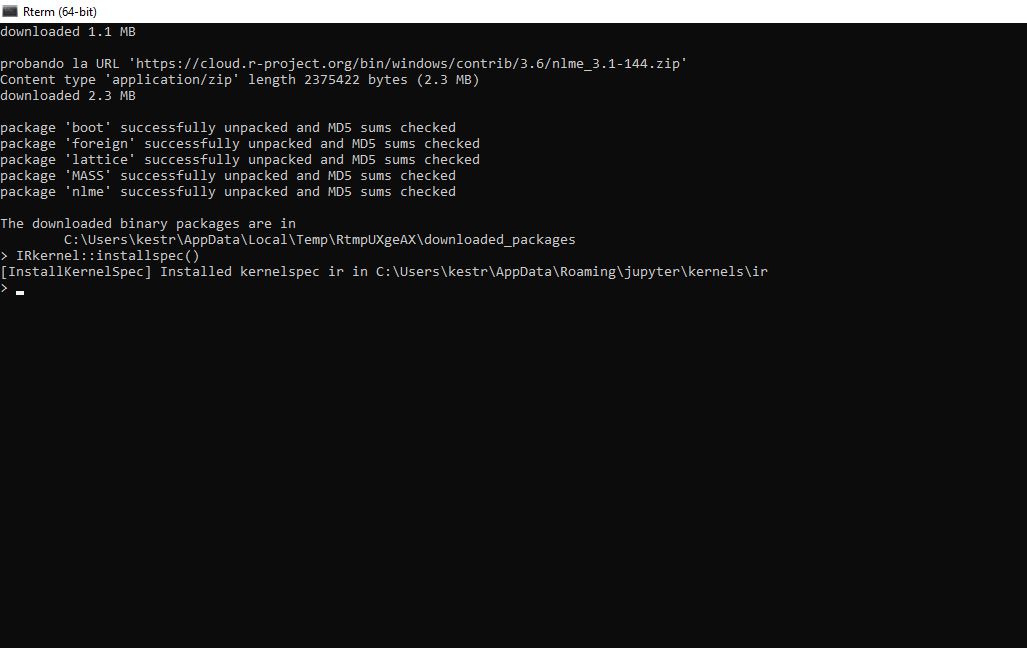 Rterm (64-bit)
downloaded 1.1 MB
probando la URL 'https://cloud.r-project.org/bin/windows/contrib/3.6/nlme_3.1-144.zip'
Content type 'application/zip' length 2375422 bytes (2.3 MB)
downloaded 2.3 MB
package 'boot' successfully unpacked and MD5 sums checked
package 'foreign' successfully unpacked and MD5 sums checked
package 'lattice' successfully unpacked and MD5 sums checked
package 'MASS' successfully unpacked and MD5 sums checked
package 'nlme' successfully unpacked and MD5 sums checked
The downloaded binary packages are in
C:\Users\kestr\AppData\Local\Temp\RtmpUXgeAX\downloaded_packages
> IRkernel::installspec()
[InstallKernelSpec] Installed kernelspec ir in C:\Users\kestr\AppData\Roaming\jupyter\kernels\ir
>